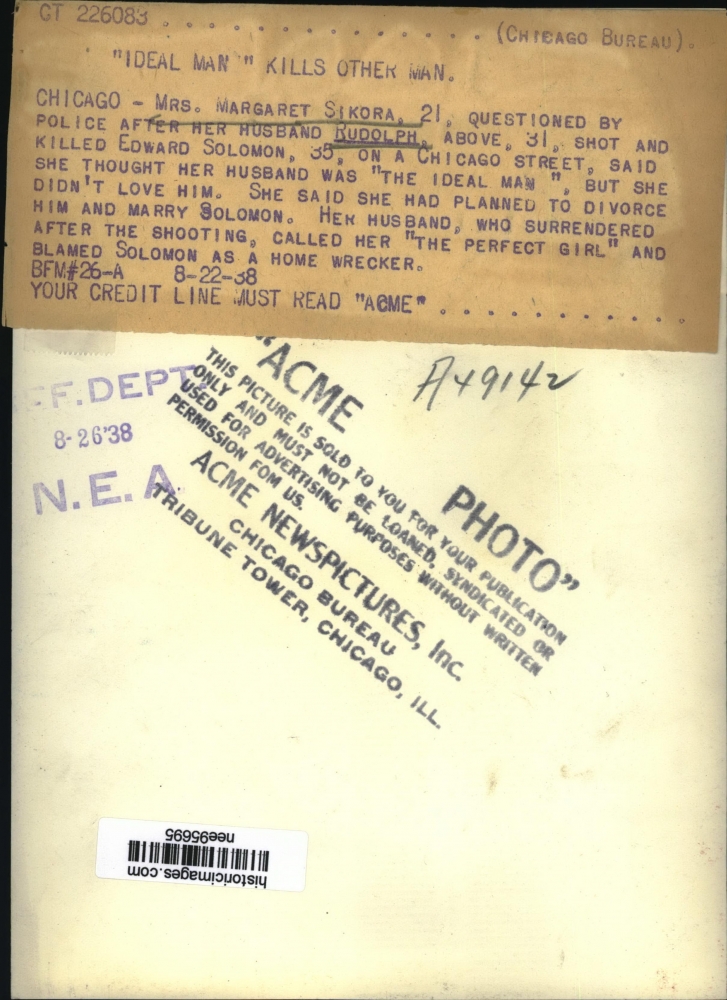 CT 226083 . . . . . . . . . . . . . . (CHICAGO BUREAU).
"IDEAL MAN " KILLS OTHER MAN.
CHICAGO - MRS. MARGARET SIKORA, 21, QUESTIONED BY
POLICE AFTER HER HUSBAND RUDOLPH, ABOVE, 31, SHOT AND
KILLED EDWARD SOLOMON, 35, ON A CHICAGO STREET, SAID
SHE THOUGHT HER HUSBAND WAS "THE IDEAL MAN ", BUT SHE
DIDN'T LOVE HIM. SHE SAID SHE HAD PLANNED TO DIVORCE
HIM AND MARRY SOLOMON. HER HUSBAND, WHO SURRENDERED
AFTER THE SHOOTING, CALLED HER "THE PERFECT GIRL" AND
BLAMED SOLOMON AS A HOME WRECKER.
BFM#26-A 8-22-38
YOUR CREDIT LINE MUST READ "ACME" . . . . . . . . . . . .
A49142
F. DEPT.
8-26'38
N.E.A.
"ACME PHOTO"
THIS PICTURE IS SOLD TO YOU FOR YOUR PUBLICATION
ONLY AND MUST NOT BE LOANED, SYNDICATED OR
USED FOR ADVERTISING PURPOSES WITHOUT WRITTEN
PERMISSION FOM US.
ACME NEWSPICTURES, Inc.
CHICAGO BUREAU
TRIBUNE TOWER, CHICAGO, ILL.
historicimages.com
nee95695